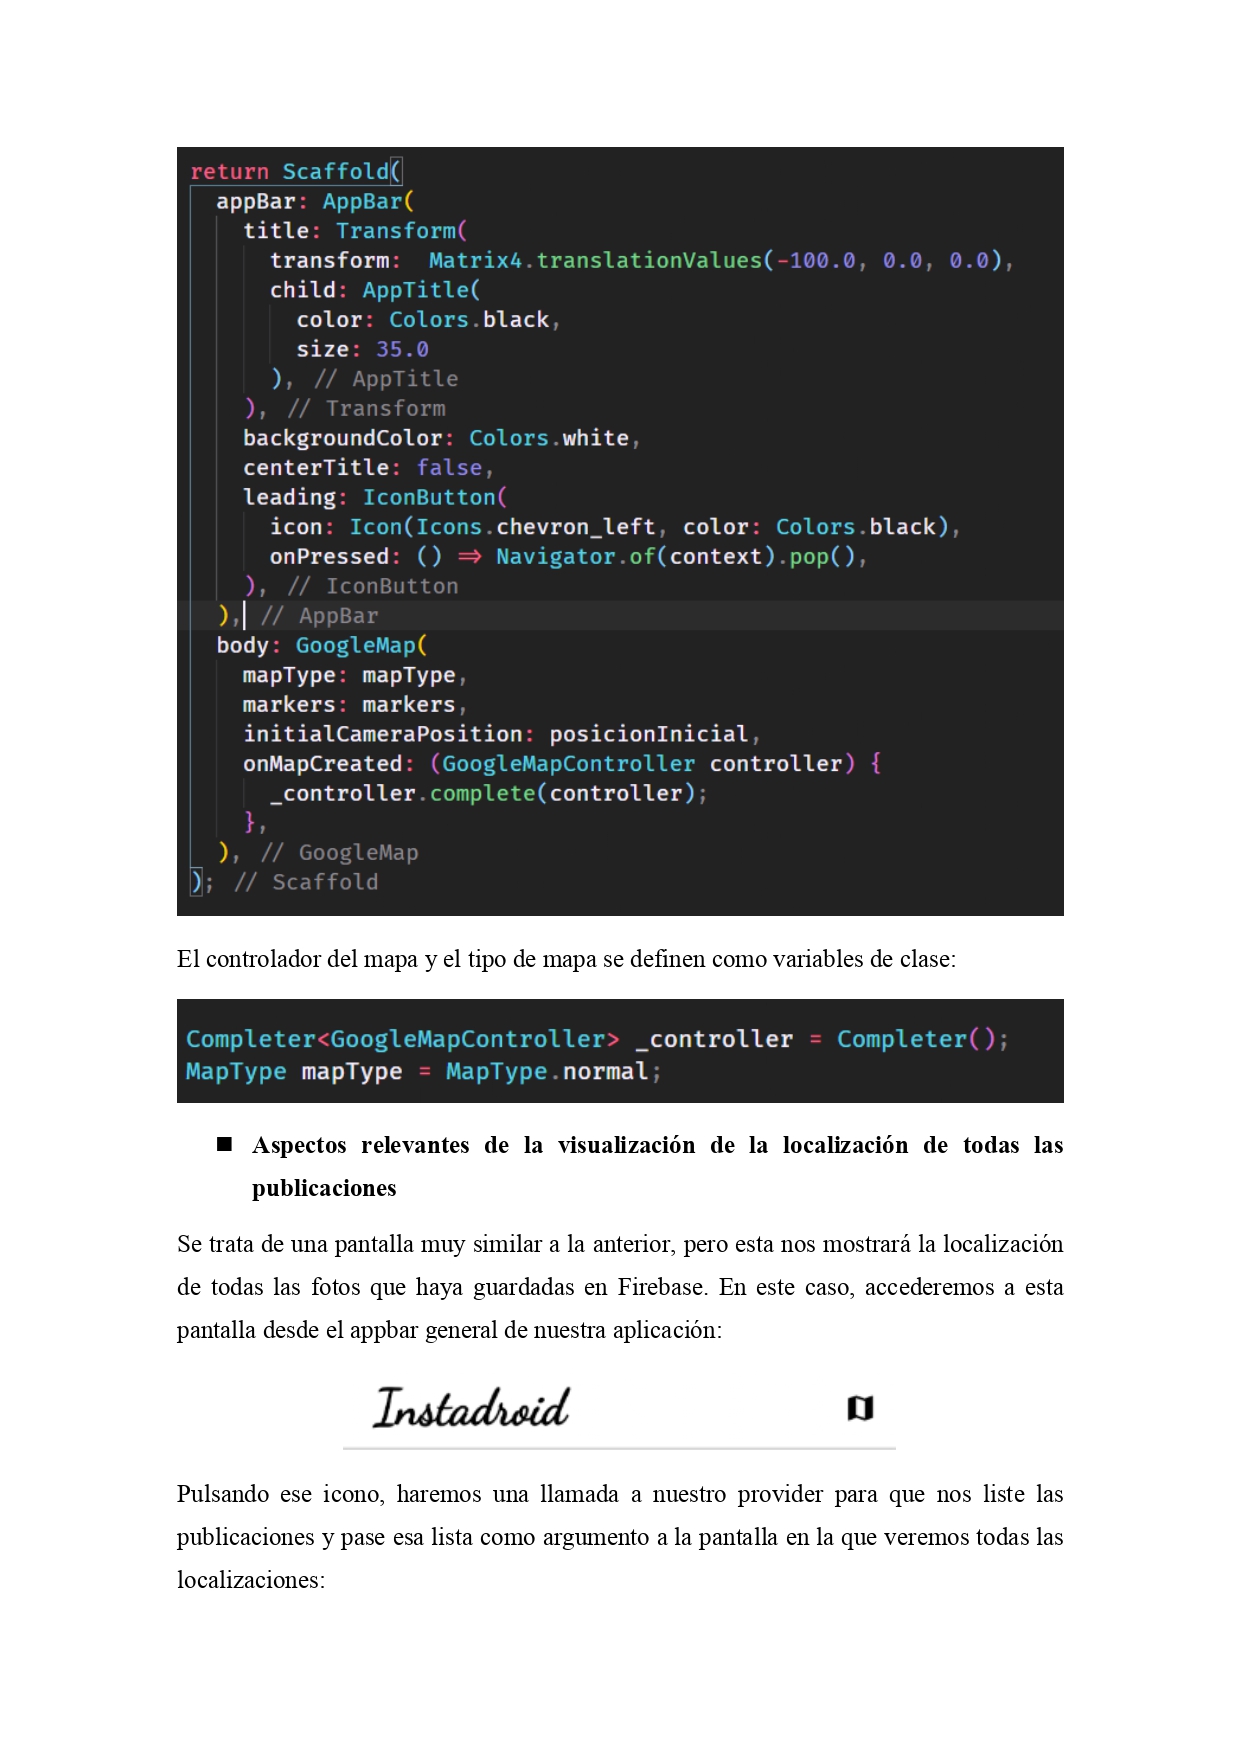 return Scaffold(
  appBar: AppBar(
    title: Transform(
      transform:  Matrix4.translationValues(-100.0, 0.0, 0.0),
      child: AppTitle(
        color: Colors.black,
        size: 35.0
      ), // AppTitle
    ), // Transform
    backgroundColor: Colors.white,
    centerTitle: false,
    leading: IconButton(
      icon: Icon(Icons.chevron_left, color: Colors.black),
      onPressed: () => Navigator.of(context).pop(),
    ), // IconButton
  ), // AppBar
  body: GoogleMap(
    mapType: mapType,
    markers: markers,
    initialCameraPosition: posicionInicial,
    onMapCreated: (GoogleMapController controller) {
      _controller.complete(controller);
    },
  ), // GoogleMap
); // Scaffold
El controlador del mapa y el tipo de mapa se definen como variables de clase:
Completer<GoogleMapController> _controller = Completer();
MapType mapType = MapType.normal;
■ Aspectos relevantes de la visualización de la localización de todas las
publicaciones
Se trata de una pantalla muy similar a la anterior, pero esta nos mostrará la localización
de todas las fotos que haya guardadas en Firebase. En este caso, accederemos a esta
pantalla desde el appbar general de nuestra aplicación:
Instadroid
Pulsando ese icono, haremos una llamada a nuestro provider para que nos liste las
publicaciones y pase esa lista como argumento a la pantalla en la que veremos todas las
localizaciones: